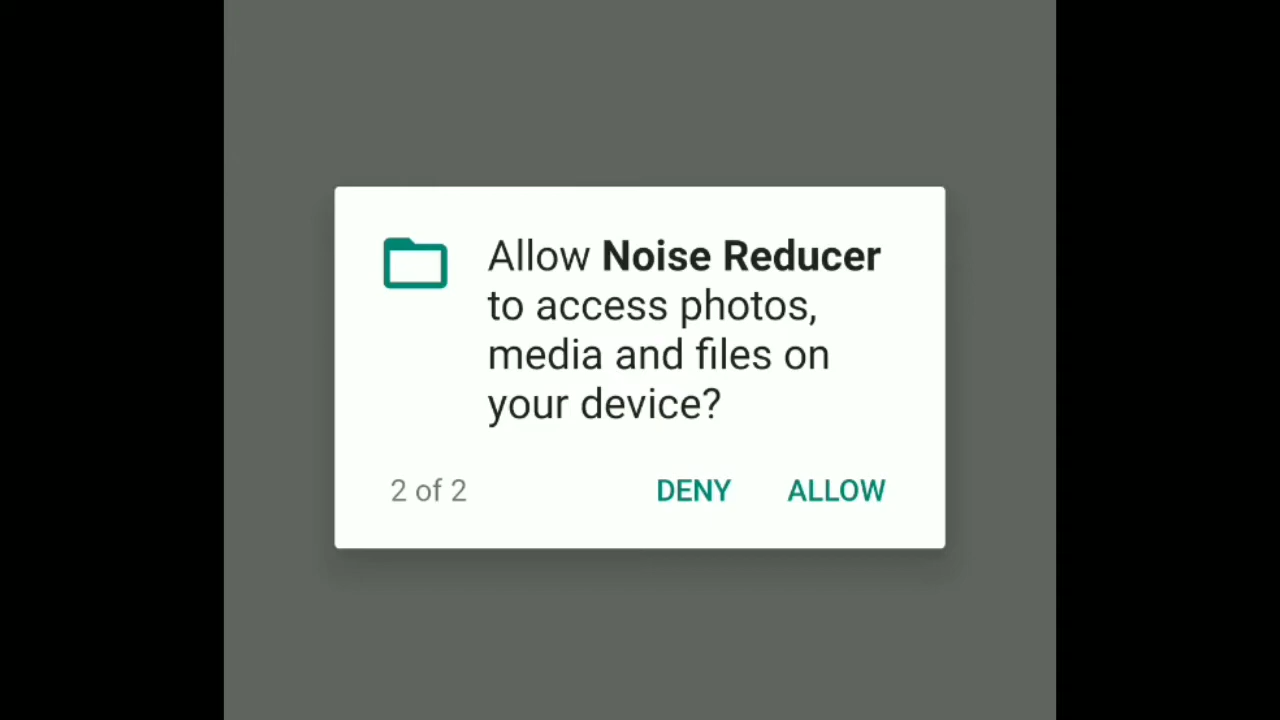 Allow Noise Reducer
to access photos,
media and files on
your device?
2 of 2 DENY ALLOW